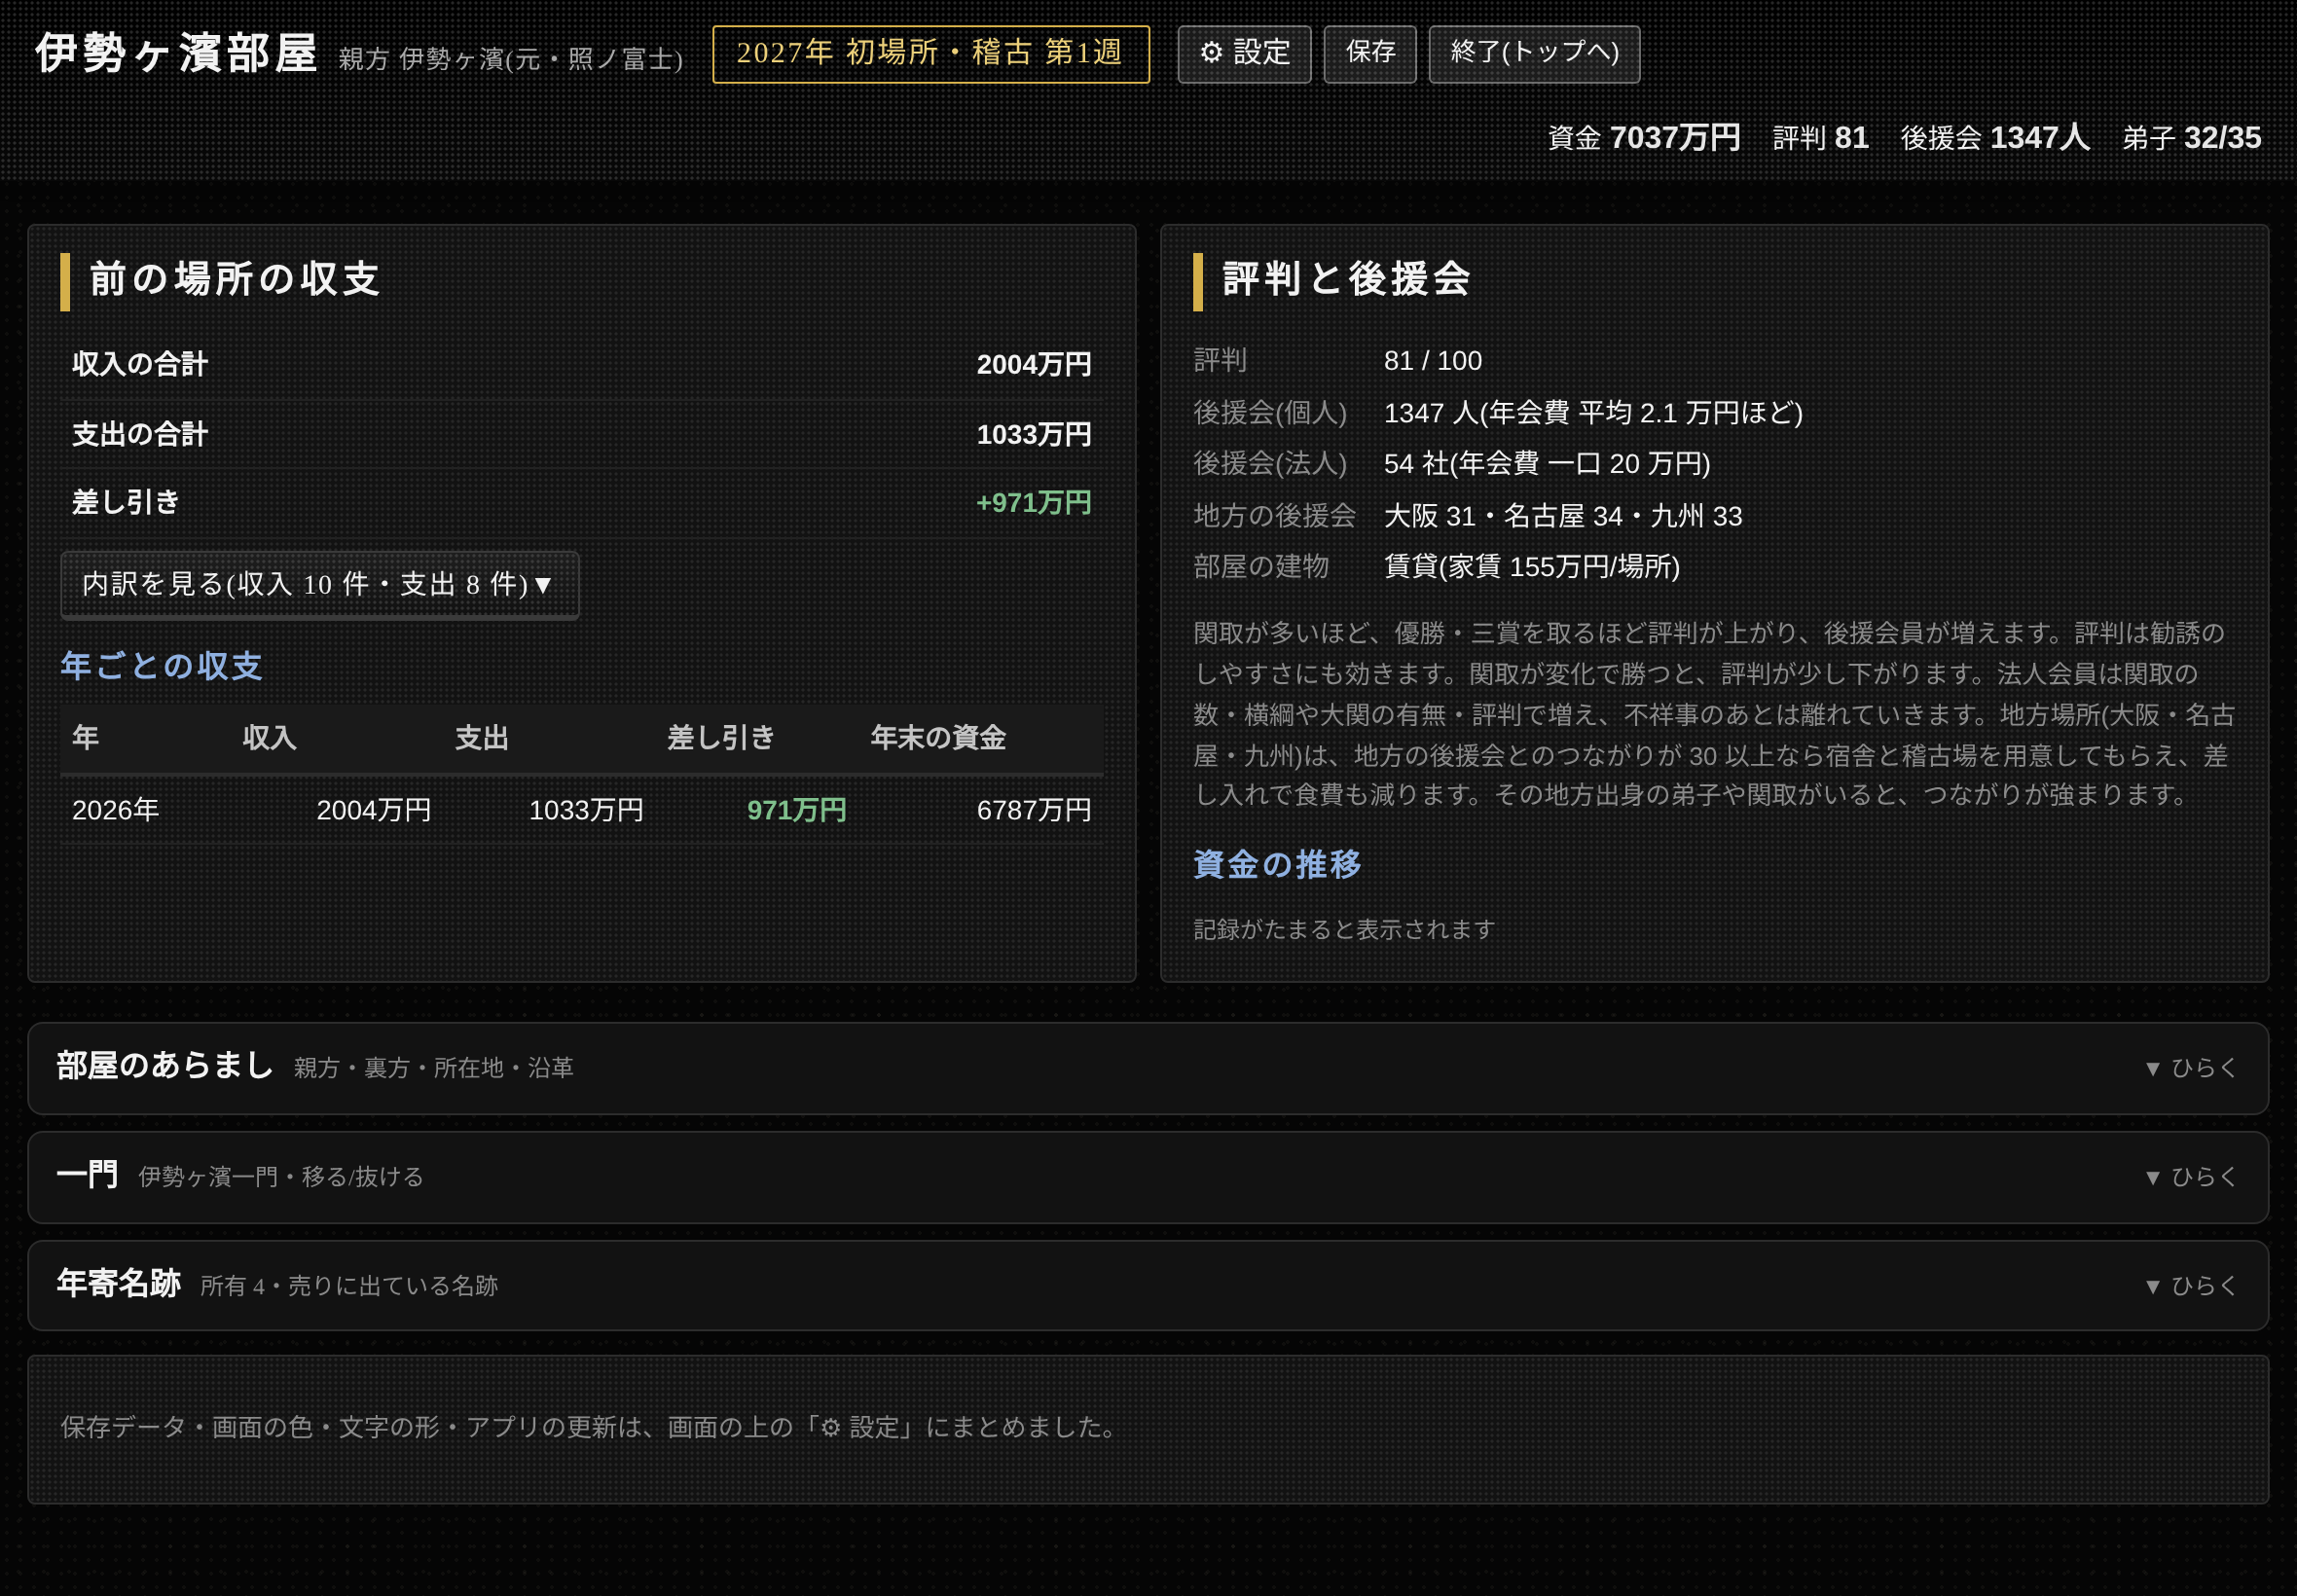 伊勢ヶ濱部屋 親方 伊勢ヶ濱(元・照ノ富士) 2027年 初場所・稽古 第1週 ⚙ 設定 保存 終了(トップへ)
資金 7037万円 評判 81 後援会 1347人 弟子 32/35
前の場所の収支
収入の合計 2004万円
支出の合計 1033万円
差し引き +971万円
内訳を見る(収入 10 件・支出 8 件)▼
年ごとの収支
年 収入 支出 差し引き 年末の資金
2026年 2004万円 1033万円 971万円 6787万円
評判と後援会
評判 81 / 100
後援会(個人) 1347 人(年会費 平均 2.1 万円ほど)
後援会(法人) 54 社(年会費 一口 20 万円)
地方の後援会 大阪 31・名古屋 34・九州 33
部屋の建物 賃貸(家賃 155万円/場所)
関取が多いほど、優勝・三賞を取るほど評判が上がり、後援会員が増えます。評判は勧誘の
しやすさにも効きます。関取が変化で勝つと、評判が少し下がります。法人会員は関取の
数・横綱や大関の有無・評判で増え、不祥事のあとは離れていきます。地方場所(大阪・名古
屋・九州)は、地方の後援会とのつながりが 30 以上なら宿舎と稽古場を用意してもらえ、差
し入れで食費も減ります。その地方出身の弟子や関取がいると、つながりが強まります。
資金の推移
記録がたまると表示されます
部屋のあらまし 親方・裏方・所在地・沿革 ▼ ひらく
一門 伊勢ヶ濱一門・移る/抜ける ▼ ひらく
年寄名跡 所有 4・売りに出ている名跡 ▼ ひらく
保存データ・画面の色・文字の形・アプリの更新は、画面の上の「⚙ 設定」にまとめました。